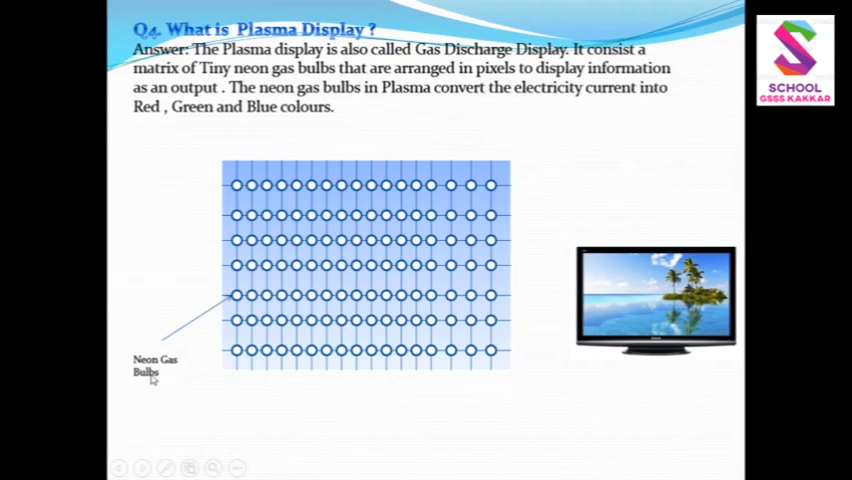 Q4. What is Plasma Display ?
Answer: The Plasma display is also called Gas Discharge Display. It consist a
matrix of Tiny neon gas bulbs that are arranged in pixels to display information
as an output . The neon gas bulbs in Plasma convert the electricity current into
Red , Green and Blue colours.
SCHOOL
GSSS KAKKAR
Neon Gas
Bulbs